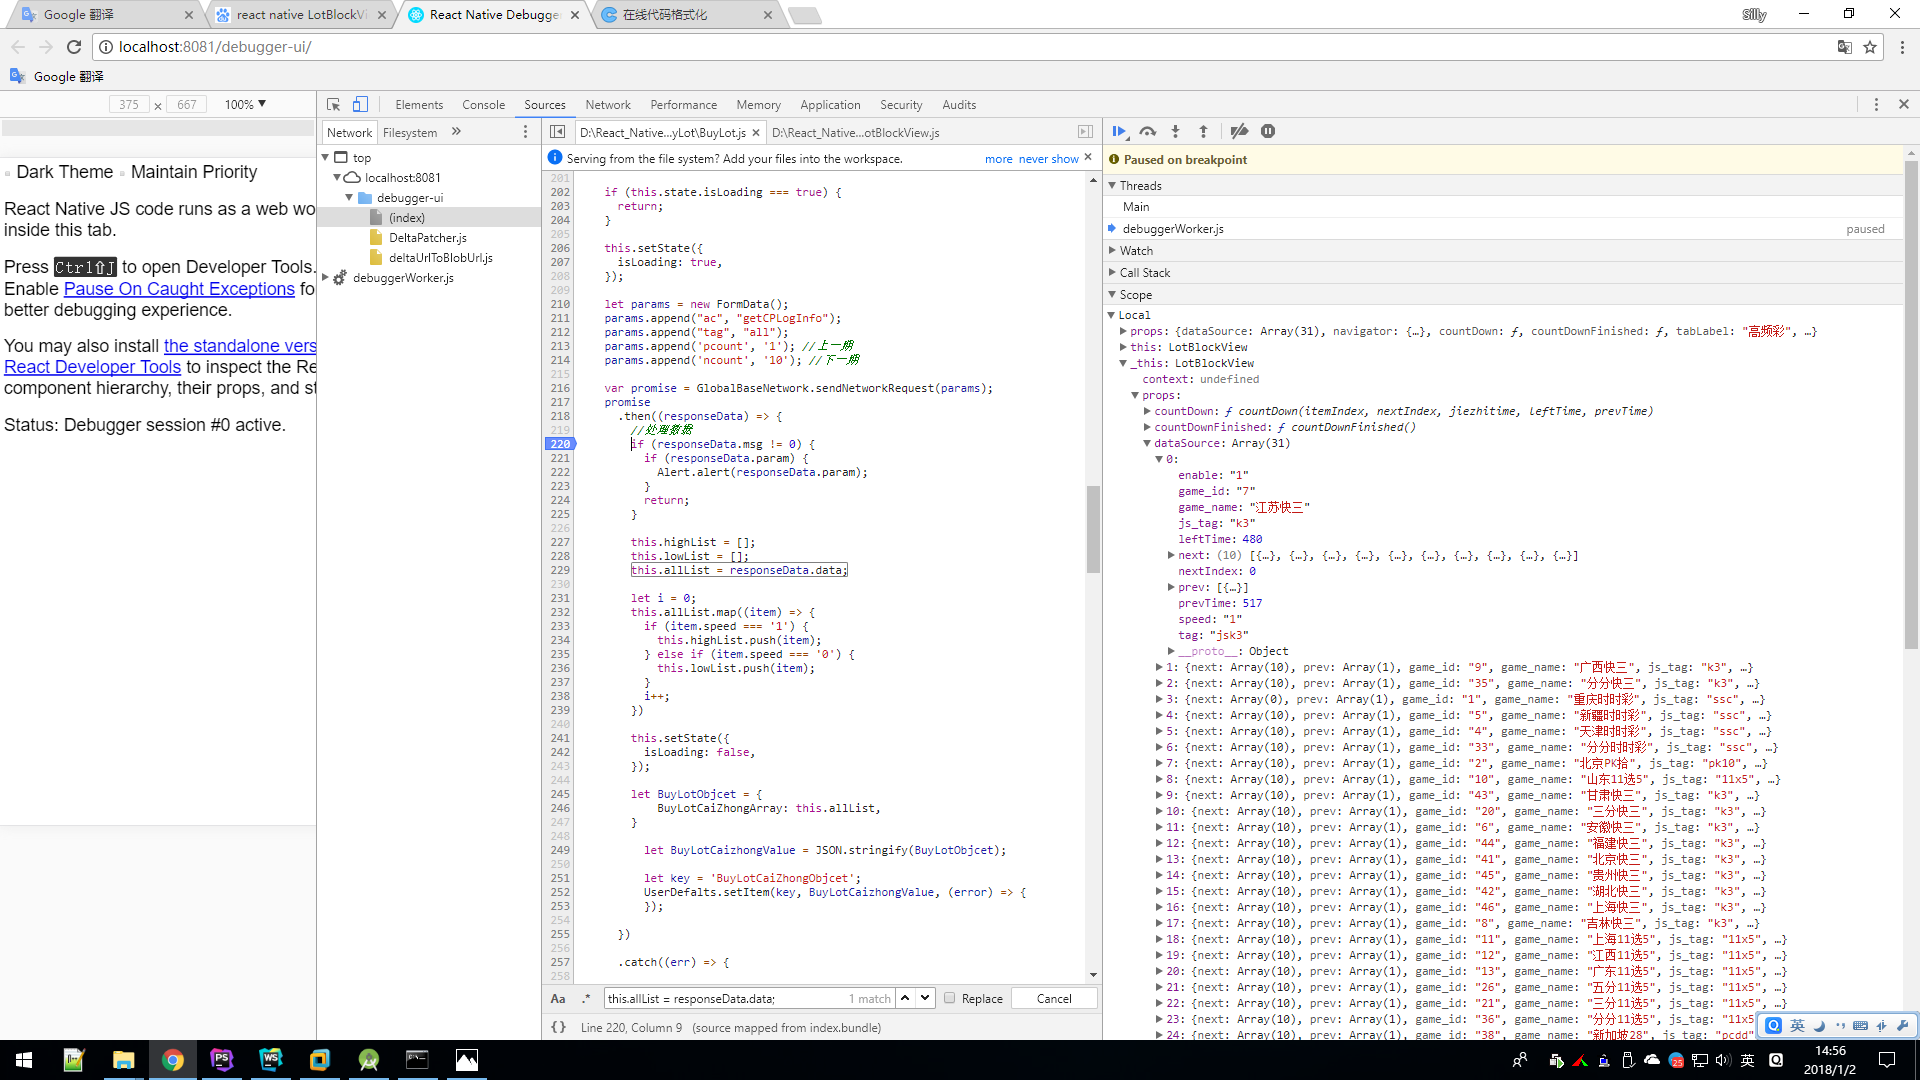 Google 翻译
react native LotBlockVi
React Native Debugger
在线代码格式化
Silly
localhost:8081/debugger-ui/
Google 翻译
375 × 667 100% ▼
Elements Console Sources Network Performance Memory Application Security Audits
Network Filesystem »
D:\React_Native...yLot\BuyLot.js × D:\React_Native...otBlockView.js
Serving from the file system? Add your files into the workspace. more never show ×
Dark Theme Maintain Priority
React Native JS code runs as a web wo
inside this tab.
Press Ctrl⇧J to open Developer Tools.
Enable Pause On Caught Exceptions fo
better debugging experience.
You may also install the standalone vers
React Developer Tools to inspect the Re
component hierarchy, their props, and st
Status: Debugger session #0 active.
top
localhost:8081
debugger-ui
(index)
DeltaPatcher.js
deltaUrlToBlobUrl.js
debuggerWorker.js
201
202 if (this.state.isLoading === true) {
203 return;
204 }
205
206 this.setState({
207 isLoading: true,
208 });
209
210 let params = new FormData();
211 params.append("ac", "getCPLogInfo");
212 params.append("tag", "all");
213 params.append('pcount', '1'); //上一期
214 params.append('ncount', '10'); //下一期
215
216 var promise = GlobalBaseNetwork.sendNetworkRequest(params);
217 promise
218 .then((responseData) => {
219 //处理数据
220 if (responseData.msg != 0) {
221 if (responseData.param) {
222 Alert.alert(responseData.param);
223 }
224 return;
225 }
226
227 this.highList = [];
228 this.lowList = [];
229 this.allList = responseData.data;
230
231 let i = 0;
232 this.allList.map((item) => {
233 if (item.speed === '1') {
234 this.highList.push(item);
235 } else if (item.speed === '0') {
236 this.lowList.push(item);
237 }
238 i++;
239 })
240
241 this.setState({
242 isLoading: false,
243 });
244
245 let BuyLotObjcet = {
246 BuyLotCaiZhongArray: this.allList,
247 }
248
249 let BuyLotCaizhongValue = JSON.stringify(BuyLotObjcet);
250
251 let key = 'BuyLotCaiZhongObjcet';
252 UserDefalts.setItem(key, BuyLotCaizhongValue, (error) => {
253 });
254
255 })
256
257 .catch((err) => {
258
Aa .* this.allList = responseData.data; 1 match Replace Cancel
{} Line 220, Column 9 (source mapped from index.bundle)
Paused on breakpoint
Threads
Main
debuggerWorker.js paused
Watch
Call Stack
Scope
Local
props: {dataSource: Array(31), navigator: {…}, countDown: ƒ, countDownFinished: ƒ, tabLabel: "高频彩", …}
this: LotBlockView
_this: LotBlockView
context: undefined
props:
countDown: ƒ countDown(itemIndex, nextIndex, jiezhitime, leftTime, prevTime)
countDownFinished: ƒ countDownFinished()
dataSource: Array(31)
0:
enable: "1"
game_id: "7"
game_name: "江苏快三"
js_tag: "k3"
leftTime: 480
next: (10) [{…}, {…}, {…}, {…}, {…}, {…}, {…}, {…}, {…}, {…}]
nextIndex: 0
prev: [{…}]
prevTime: 517
speed: "1"
tag: "jsk3"
__proto__: Object
1: {next: Array(10), prev: Array(1), game_id: "9", game_name: "广西快三", js_tag: "k3", …}
2: {next: Array(10), prev: Array(1), game_id: "35", game_name: "分分快三", js_tag: "k3", …}
3: {next: Array(0), prev: Array(1), game_id: "1", game_name: "重庆时时彩", js_tag: "ssc", …}
4: {next: Array(10), prev: Array(1), game_id: "5", game_name: "新疆时时彩", js_tag: "ssc", …}
5: {next: Array(10), prev: Array(1), game_id: "4", game_name: "天津时时彩", js_tag: "ssc", …}
6: {next: Array(10), prev: Array(1), game_id: "33", game_name: "分分时时彩", js_tag: "ssc", …}
7: {next: Array(10), prev: Array(1), game_id: "2", game_name: "北京PK拾", js_tag: "pk10", …}
8: {next: Array(10), prev: Array(1), game_id: "10", game_name: "山东11选5", js_tag: "11x5", …}
9: {next: Array(10), prev: Array(1), game_id: "43", game_name: "甘肃快三", js_tag: "k3", …}
10: {next: Array(10), prev: Array(1), game_id: "20", game_name: "三分快三", js_tag: "k3", …}
11: {next: Array(10), prev: Array(1), game_id: "6", game_name: "安徽快三", js_tag: "k3", …}
12: {next: Array(10), prev: Array(1), game_id: "44", game_name: "福建快三", js_tag: "k3", …}
13: {next: Array(10), prev: Array(1), game_id: "41", game_name: "北京快三", js_tag: "k3", …}
14: {next: Array(10), prev: Array(1), game_id: "45", game_name: "贵州快三", js_tag: "k3", …}
15: {next: Array(10), prev: Array(1), game_id: "42", game_name: "湖北快三", js_tag: "k3", …}
16: {next: Array(10), prev: Array(1), game_id: "46", game_name: "上海快三", js_tag: "k3", …}
17: {next: Array(10), prev: Array(1), game_id: "8", game_name: "吉林快三", js_tag: "k3", …}
18: {next: Array(10), prev: Array(1), game_id: "11", game_name: "上海11选5", js_tag: "11x5", …}
19: {next: Array(10), prev: Array(1), game_id: "12", game_name: "江西11选5", js_tag: "11x5", …}
20: {next: Array(10), prev: Array(1), game_id: "13", game_name: "广东11选5", js_tag: "11x5", …}
21: {next: Array(10), prev: Array(1), game_id: "26", game_name: "五分11选5", js_tag: "11x5", …}
22: {next: Array(10), prev: Array(1), game_id: "21", game_name: "三分11选5", js_tag: "11x5", …}
23: {next: Array(10), prev: Array(1), game_id: "36", game_name: "分分11选5", js_tag: "11x5
24: {next: Array(10), prev: Array(1), game_id: "38", game_name: "新加坡28", js_tag: "pcdd"
英
PS
WS
25
英
14:56
2018/1/2